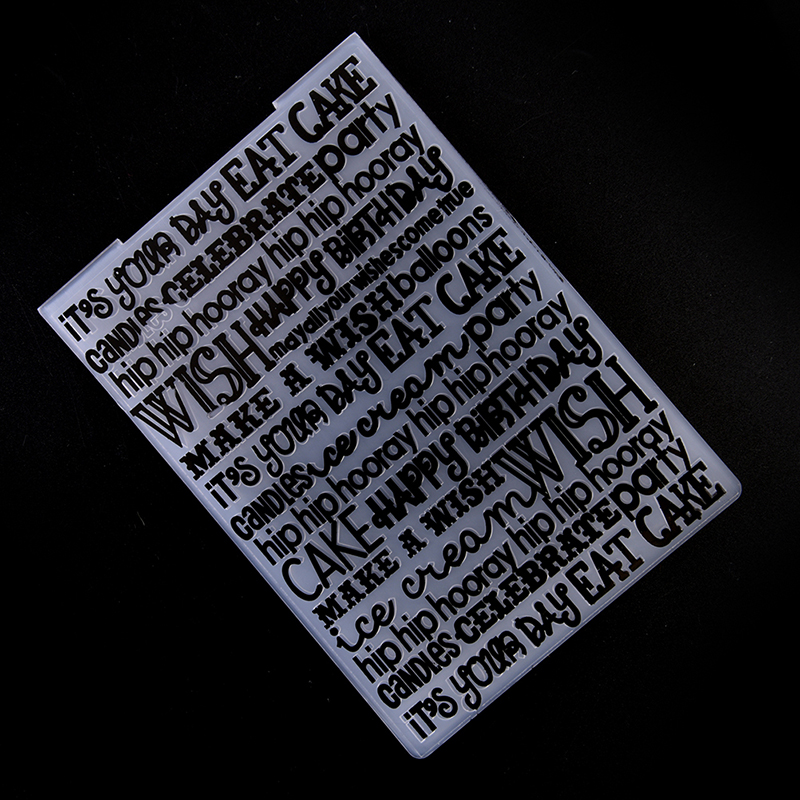 it's YOUR DAY EAT CAKE
CANDLES CELEBRATE party
hip hip hooray hip hip hooray
WISH HAPPY BIRTHDAY
may all your wishes come true
MAKE A WISH balloons
it's YOUR DAY EAT CAKE
CANDLES ice cream party
hip hip hooray hip hip hooray
CAKE HAPPY BIRTHDAY
MAKE A WISH WISH
ice cream hip hip hooray
hip hip hooray CELEBRATE party
CANDLES CELEBRATE party
it's YOUR DAY EAT CAKE